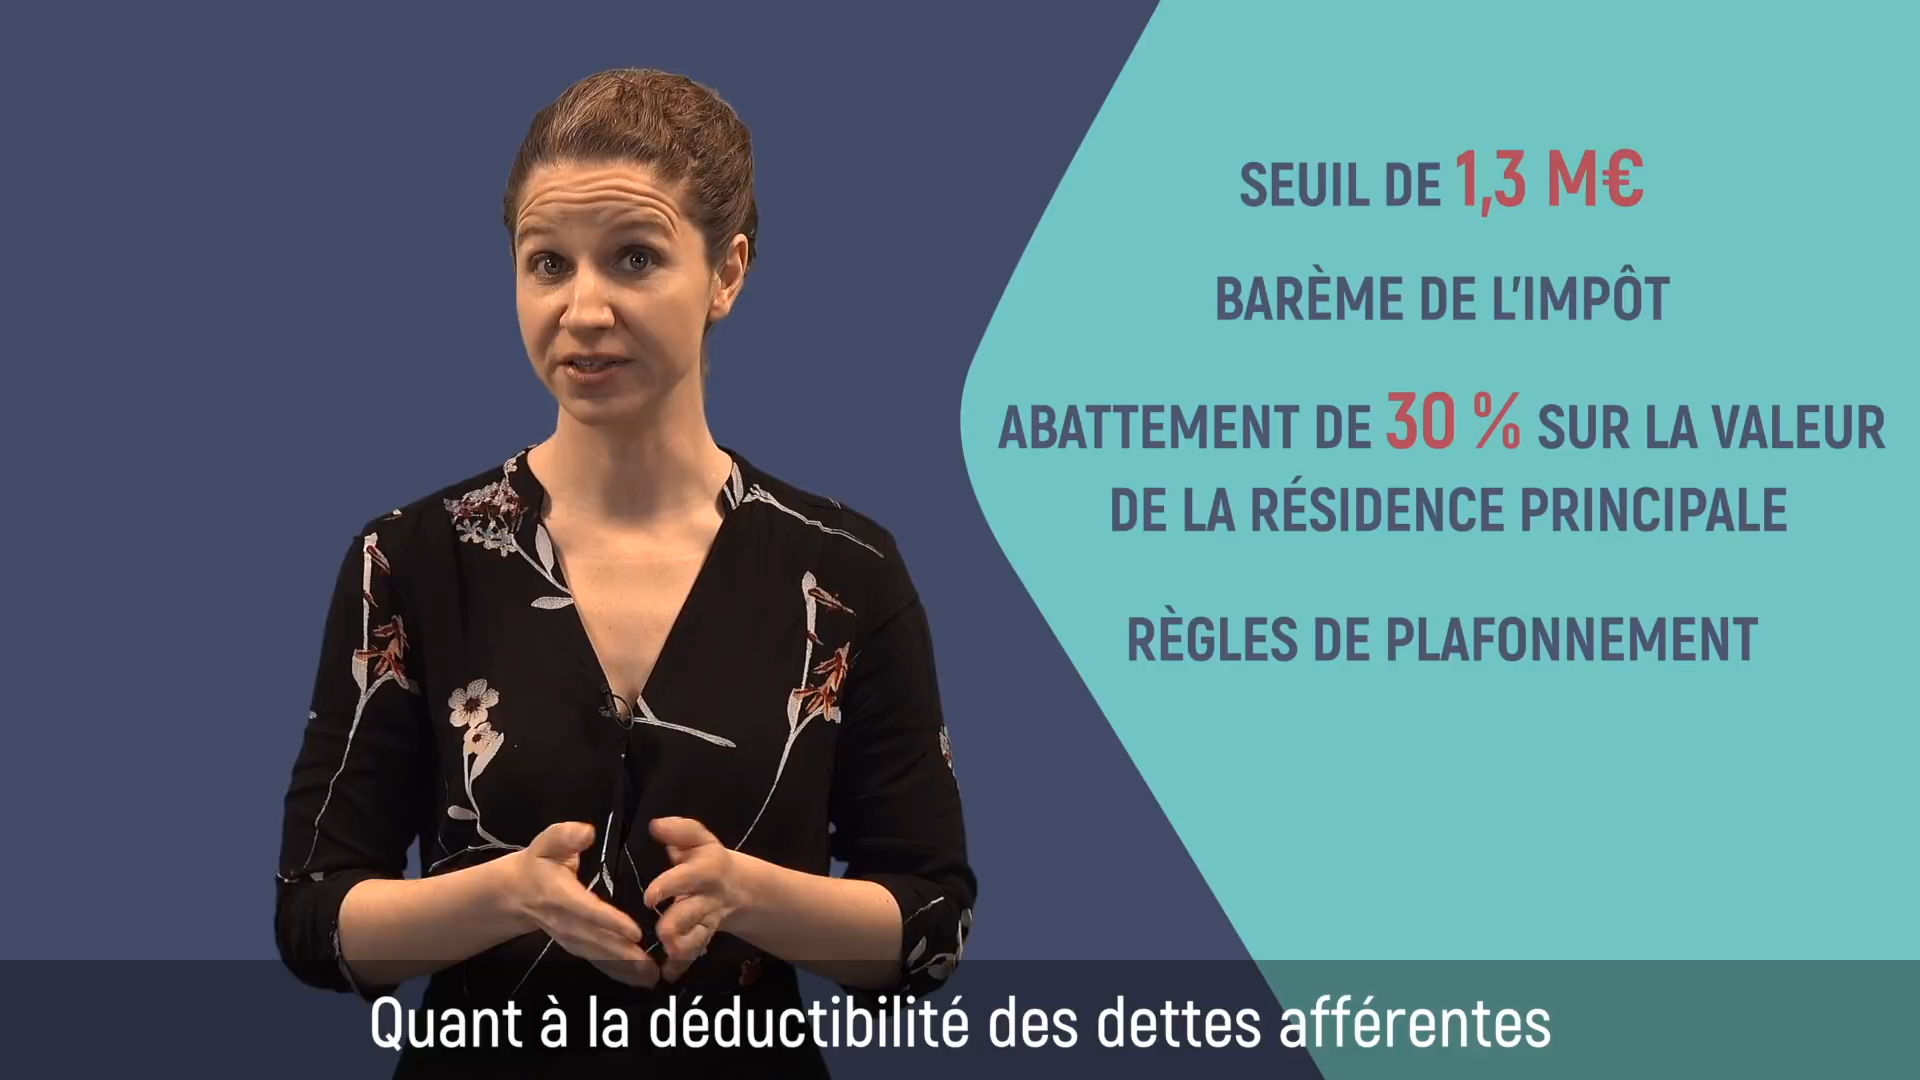 SEUIL DE 1,3 M€
BARÈME DE L'IMPÔT
ABATTEMENT DE 30 % SUR LA VALEUR
DE LA RÉSIDENCE PRINCIPALE
RÈGLES DE PLAFONNEMENT
Quant à la déductibilité des dettes afférentes